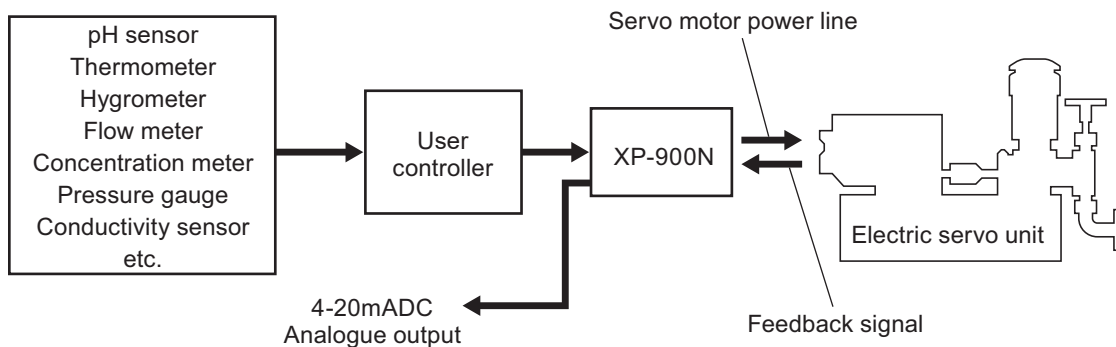 pH sensor
Thermometer
Hygrometer
Flow meter
Concentration meter
Pressure gauge
Conductivity sensor
etc.
User
controller
XP-900N
Servo motor power line
Electric servo unit
4-20mADC
Analogue output
Feedback signal